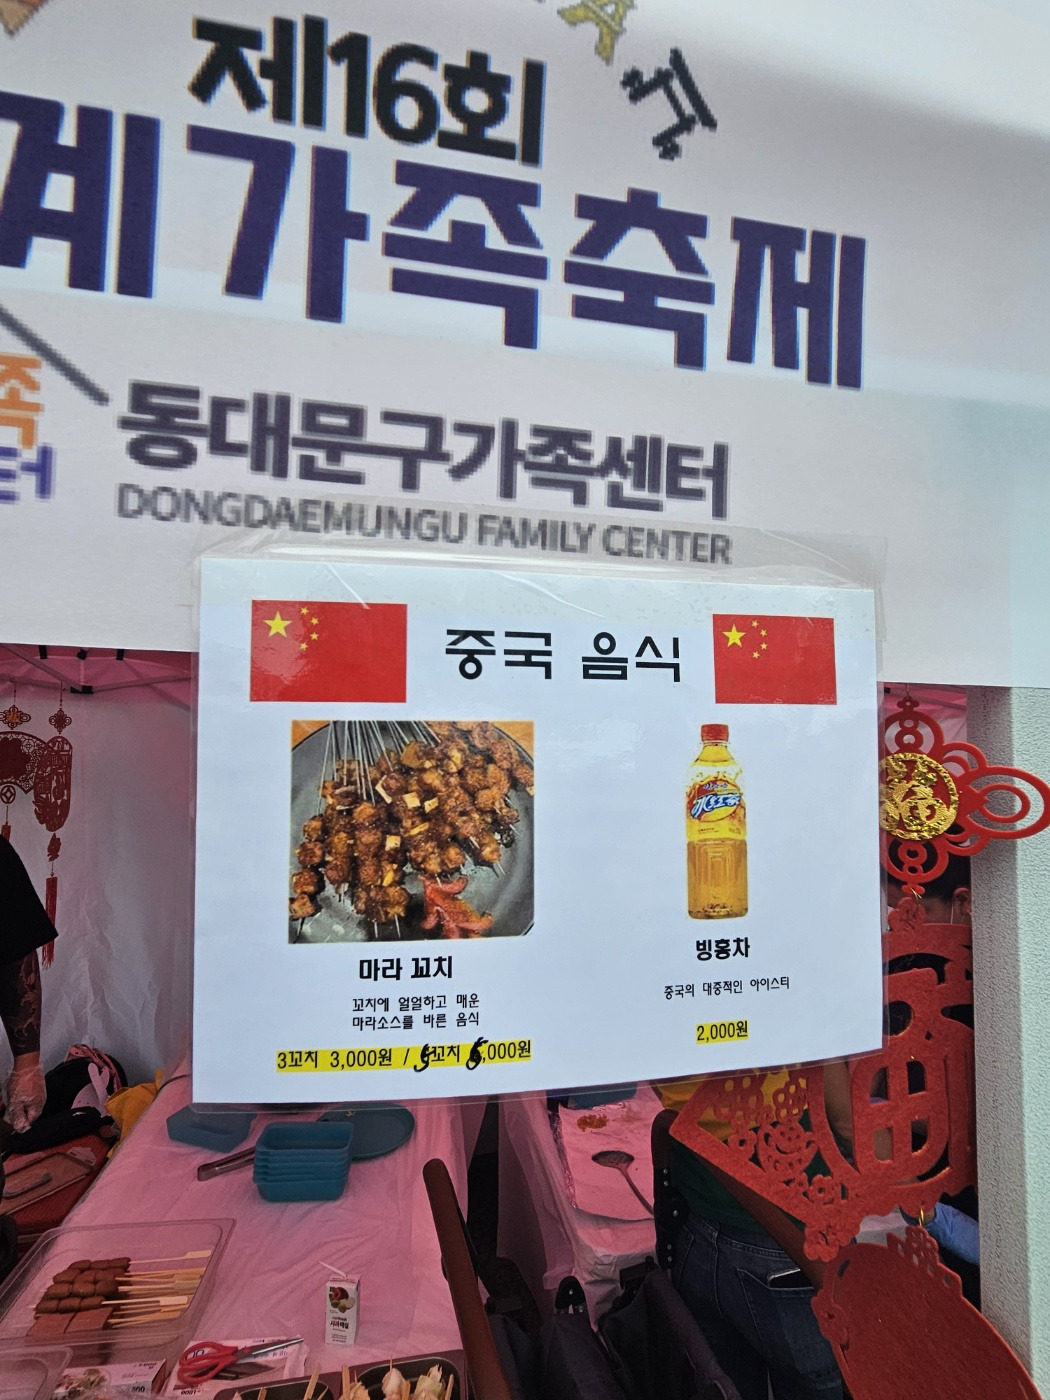 제16회
계가족축제
족
터
동대문구가족센터
DONGDAEMUNGU FAMILY CENTER
중국 음식
마라 꼬치
꼬치에 얼얼하고 매운
마라소스를 바른 음식
3꼬치 3,000원 / 5꼬치 5,000원
빙홍차
중국의 대중적인 아이스티
2,000원